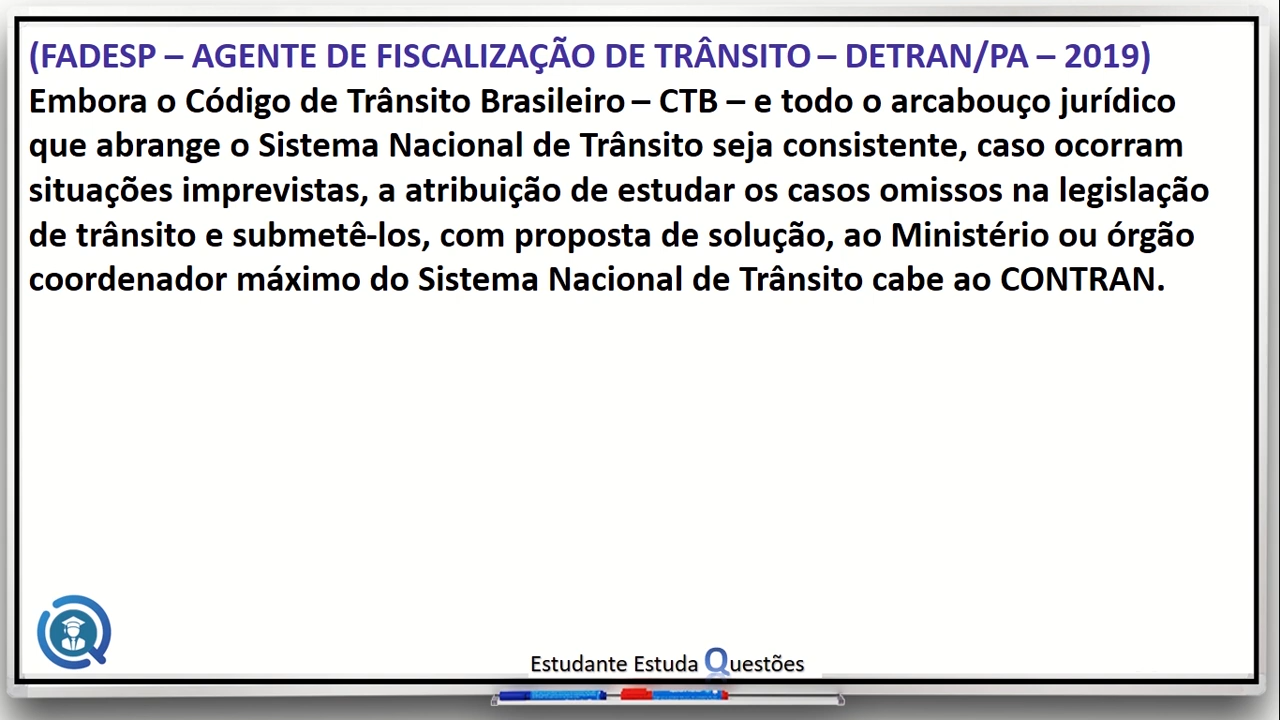 (FADESP – AGENTE DE FISCALIZAÇÃO DE TRÂNSITO – DETRAN/PA – 2019)
Embora o Código de Trânsito Brasileiro – CTB – e todo o arcabouço jurídico
que abrange o Sistema Nacional de Trânsito seja consistente, caso ocorram
situações imprevistas, a atribuição de estudar os casos omissos na legislação
de trânsito e submetê-los, com proposta de solução, ao Ministério ou órgão
coordenador máximo do Sistema Nacional de Trânsito cabe ao CONTRAN.
Estudante Estuda Questões